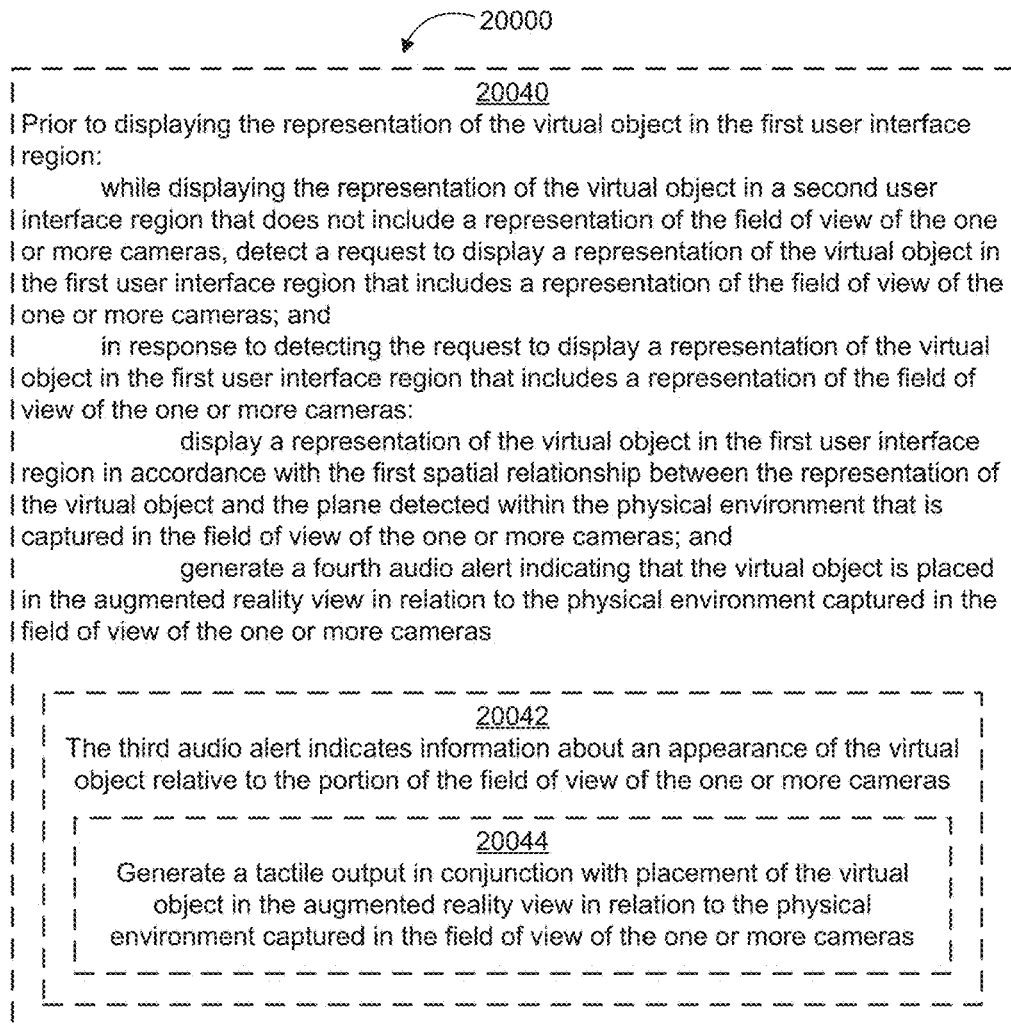 20000
20040
Prior to displaying the representation of the virtual object in the first user interface
region:
while displaying the representation of the virtual object in a second user
interface region that does not include a representation of the field of view of the one
or more cameras, detect a request to display a representation of the virtual object in
the first user interface region that includes a representation of the field of view of the
one or more cameras; and
in response to detecting the request to display a representation of the virtual
object in the first user interface region that includes a representation of the field of
view of the one or more cameras:
display a representation of the virtual object in the first user interface
region in accordance with the first spatial relationship between the representation of
the virtual object and the plane detected within the physical environment that is
captured in the field of view of the one or more cameras; and
generate a fourth audio alert indicating that the virtual object is placed
in the augmented reality view in relation to the physical environment captured in the
field of view of the one or more cameras
20042
The third audio alert indicates information about an appearance of the virtual
object relative to the portion of the field of view of the one or more cameras
20044
Generate a tactile output in conjunction with placement of the virtual
object in the augmented reality view in relation to the physical
environment captured in the field of view of the one or more cameras